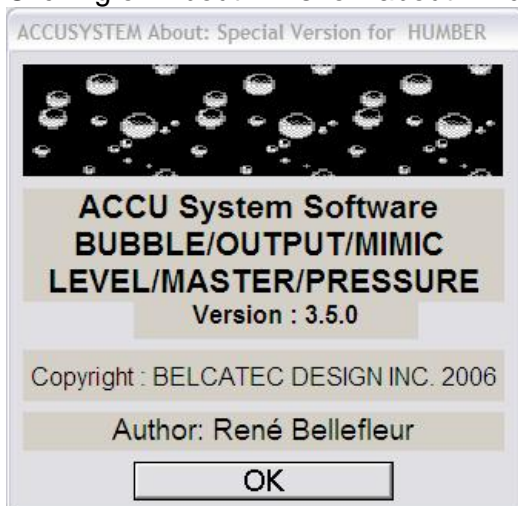 ACCUSYSTEM About: Special Version for HUMBER
ACCU System Software
BUBBLE/OUTPUT/MIMIC
LEVEL/MASTER/PRESSURE
Version : 3.5.0
Copyright : BELCATEC DESIGN INC. 2006
Author: René Bellefleur
OK